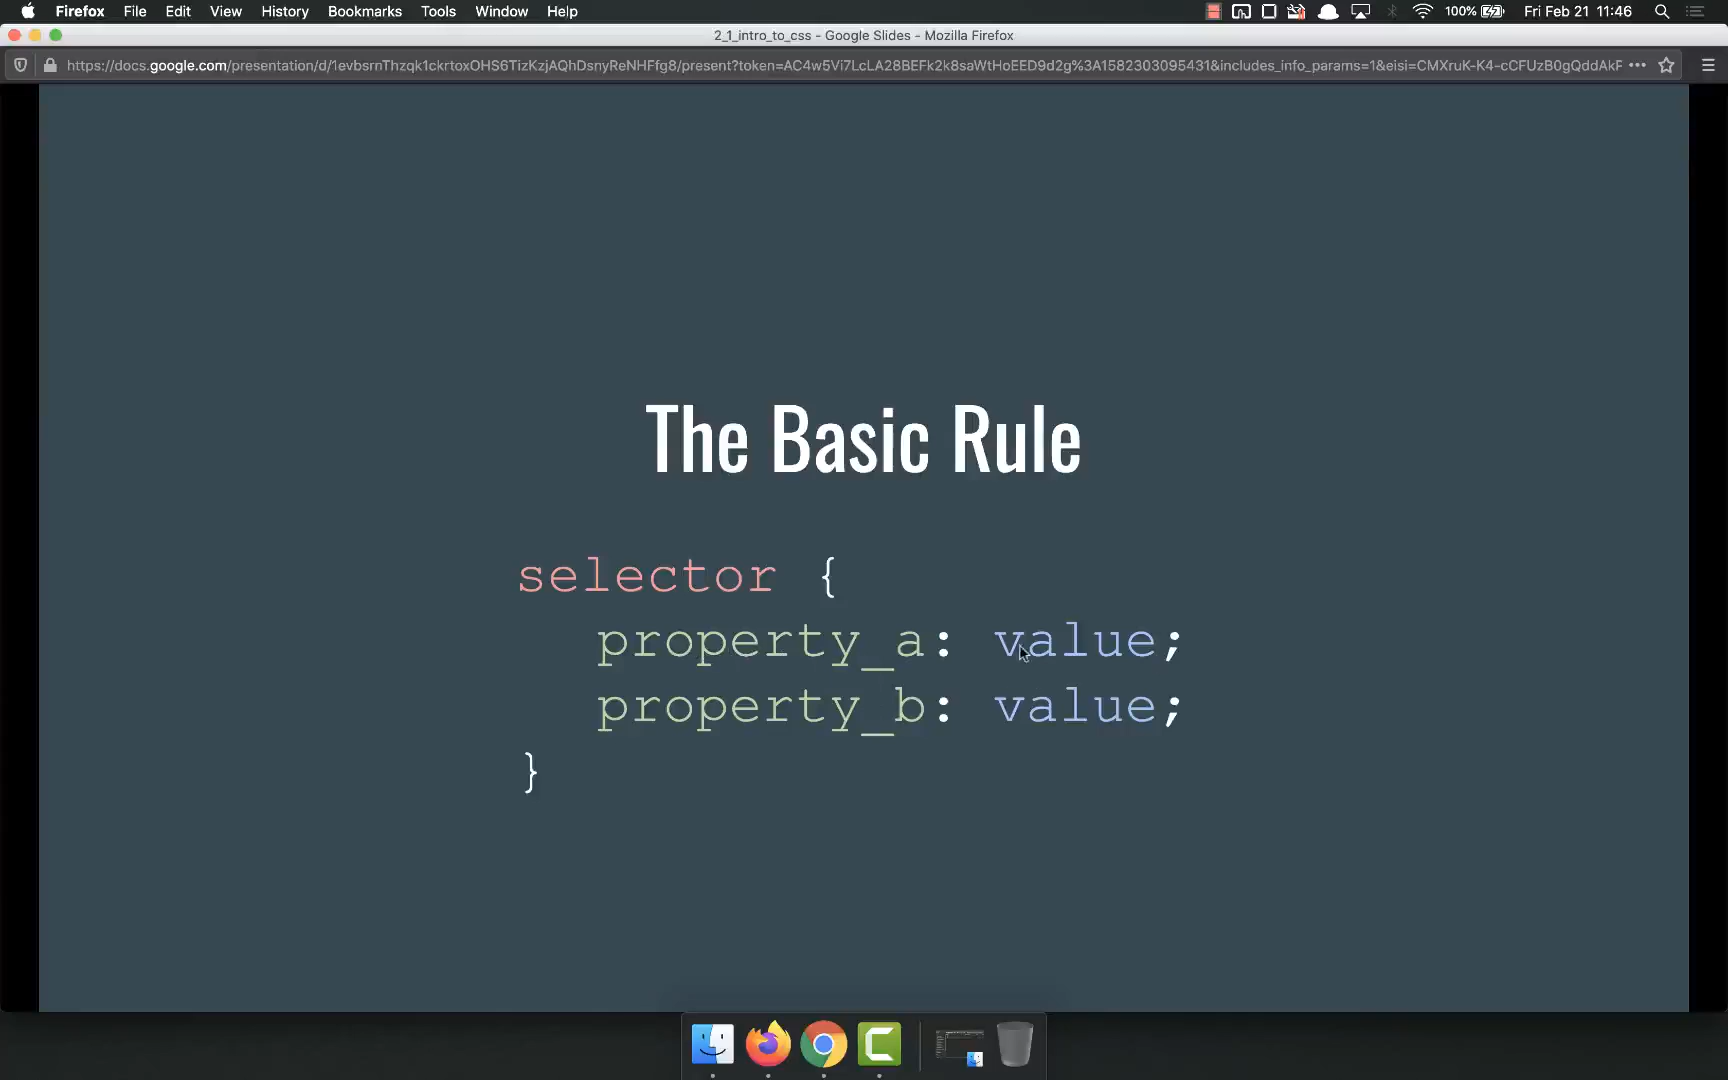 Firefox File Edit View History Bookmarks Tools Window Help 100% Fri Feb 21 11:46
2_1_intro_to_css - Google Slides - Mozilla Firefox
https://docs.google.com/presentation/d/1evbsrnThzqk1ckrtoxOHS6TizKzjAQhDsnyReNHFfg8/present?token=AC4w5Vi7LcLA28BEFk2k8saWtHoEED9d2g%3A1582303095431&includes_info_params=1&eisi=CMXruK-K4-cCFUzB0gQddAkF
The Basic Rule
selector {
property_a: value;
property_b: value;
}